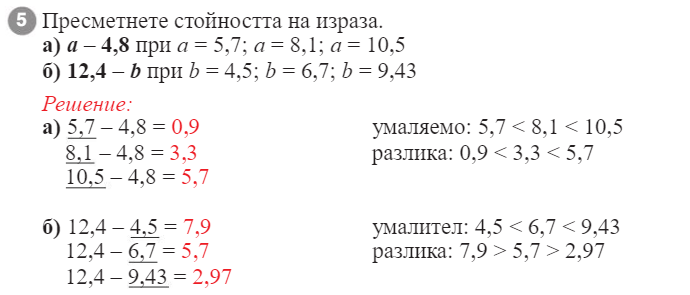 5 Пресметнете стойността на израза.
а) a – 4,8 при a = 5,7; a = 8,1; a = 10,5
б) 12,4 – b при b = 4,5; b = 6,7; b = 9,43
Решение:
а) 5,7 – 4,8 = 0,9 умаляемо: 5,7 < 8,1 < 10,5
8,1 – 4,8 = 3,3 разлика: 0,9 < 3,3 < 5,7
10,5 – 4,8 = 5,7
б) 12,4 – 4,5 = 7,9 умалител: 4,5 < 6,7 < 9,43
12,4 – 6,7 = 5,7 разлика: 7,9 > 5,7 > 2,97
12,4 – 9,43 = 2,97